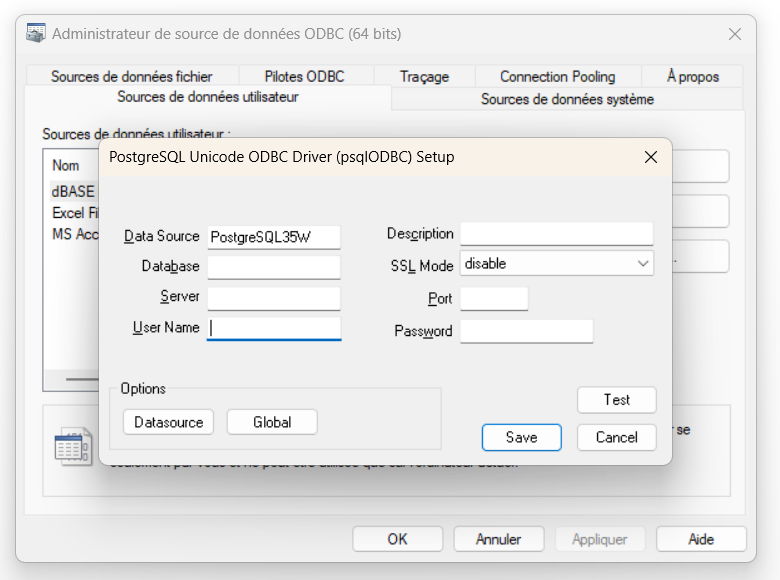 Administrateur de source de données ODBC (64 bits)
Sources de données fichier
Pilotes ODBC
Traçage
Connection Pooling
À propos
Sources de données utilisateur
Sources de données système
Sources de données utilisateur :
Nom
dBASE
Excel Fi
MS Acc
PostgreSQL Unicode ODBC Driver (psqlODBC) Setup
Data Source PostgreSQL35W
Description
Database
SSL Mode disable
Server
Port
User Name
Password
Options
Datasource
Global
Test
Save
Cancel
se
OK
Annuler
Appliquer
Aide